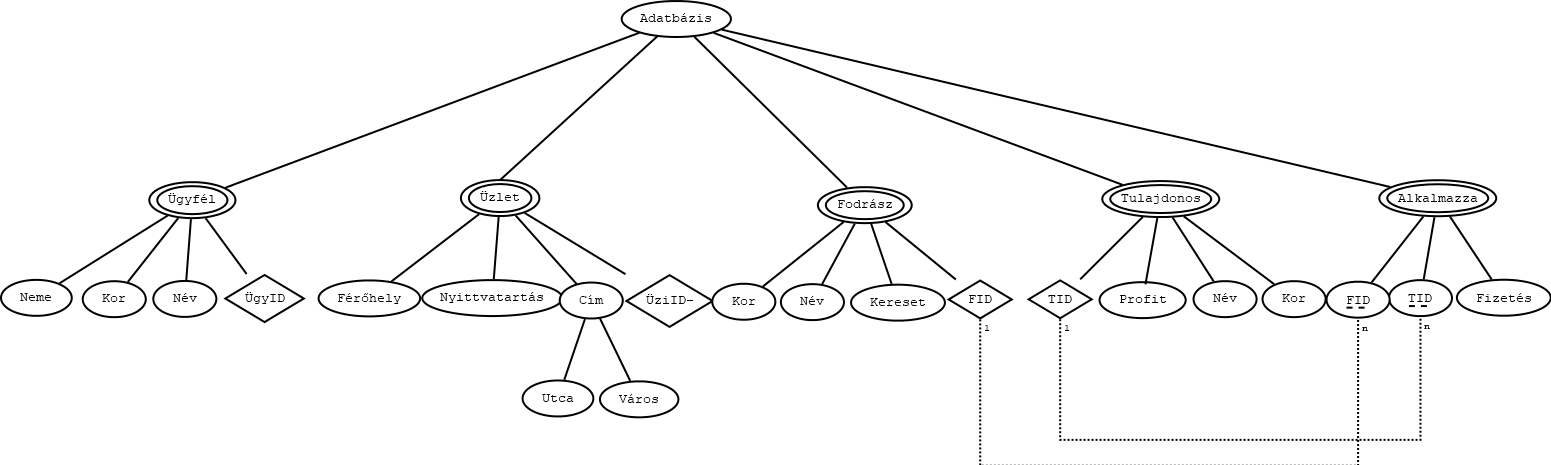 Adatbázis
Ügyfél
Üzlet
Fodrász
Tulajdonos
Alkalmazza
Neme
Kor
Név
ÜgyID
Férőhely
Nyittvatartás
Cím
ÜziID-
Kor
Név
Kereset
FID
TID
Profit
Név
Kor
FID
TID
Fizetés
1
1
n
n
Utca
Város